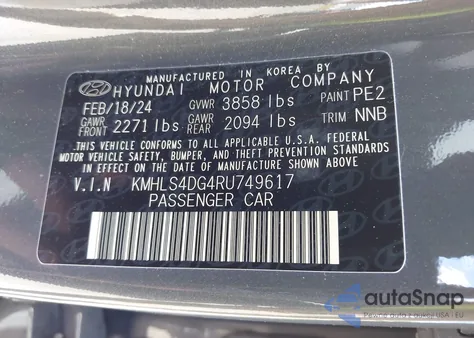 MANUFACTURED IN KOREA BY
HYUNDAI MOTOR COMPANY
FEB/18/24 GVWR 3858 lbs PAINT PE2
GAWR FRONT 2271 lbs GAWR REAR 2094 lbs TRIM NNB
THIS VEHICLE CONFORMS TO ALL APPLICABLE U.S.A. FEDERAL
MOTOR VEHICLE SAFETY, BUMPER, AND THEFT PREVENTION STANDARDS
IN EFFECT ON THE DATE OF MANUFACTURE SHOWN ABOVE.
V.I.N KMHLS4DG4RU749617
PASSENGER CAR
autoSnap